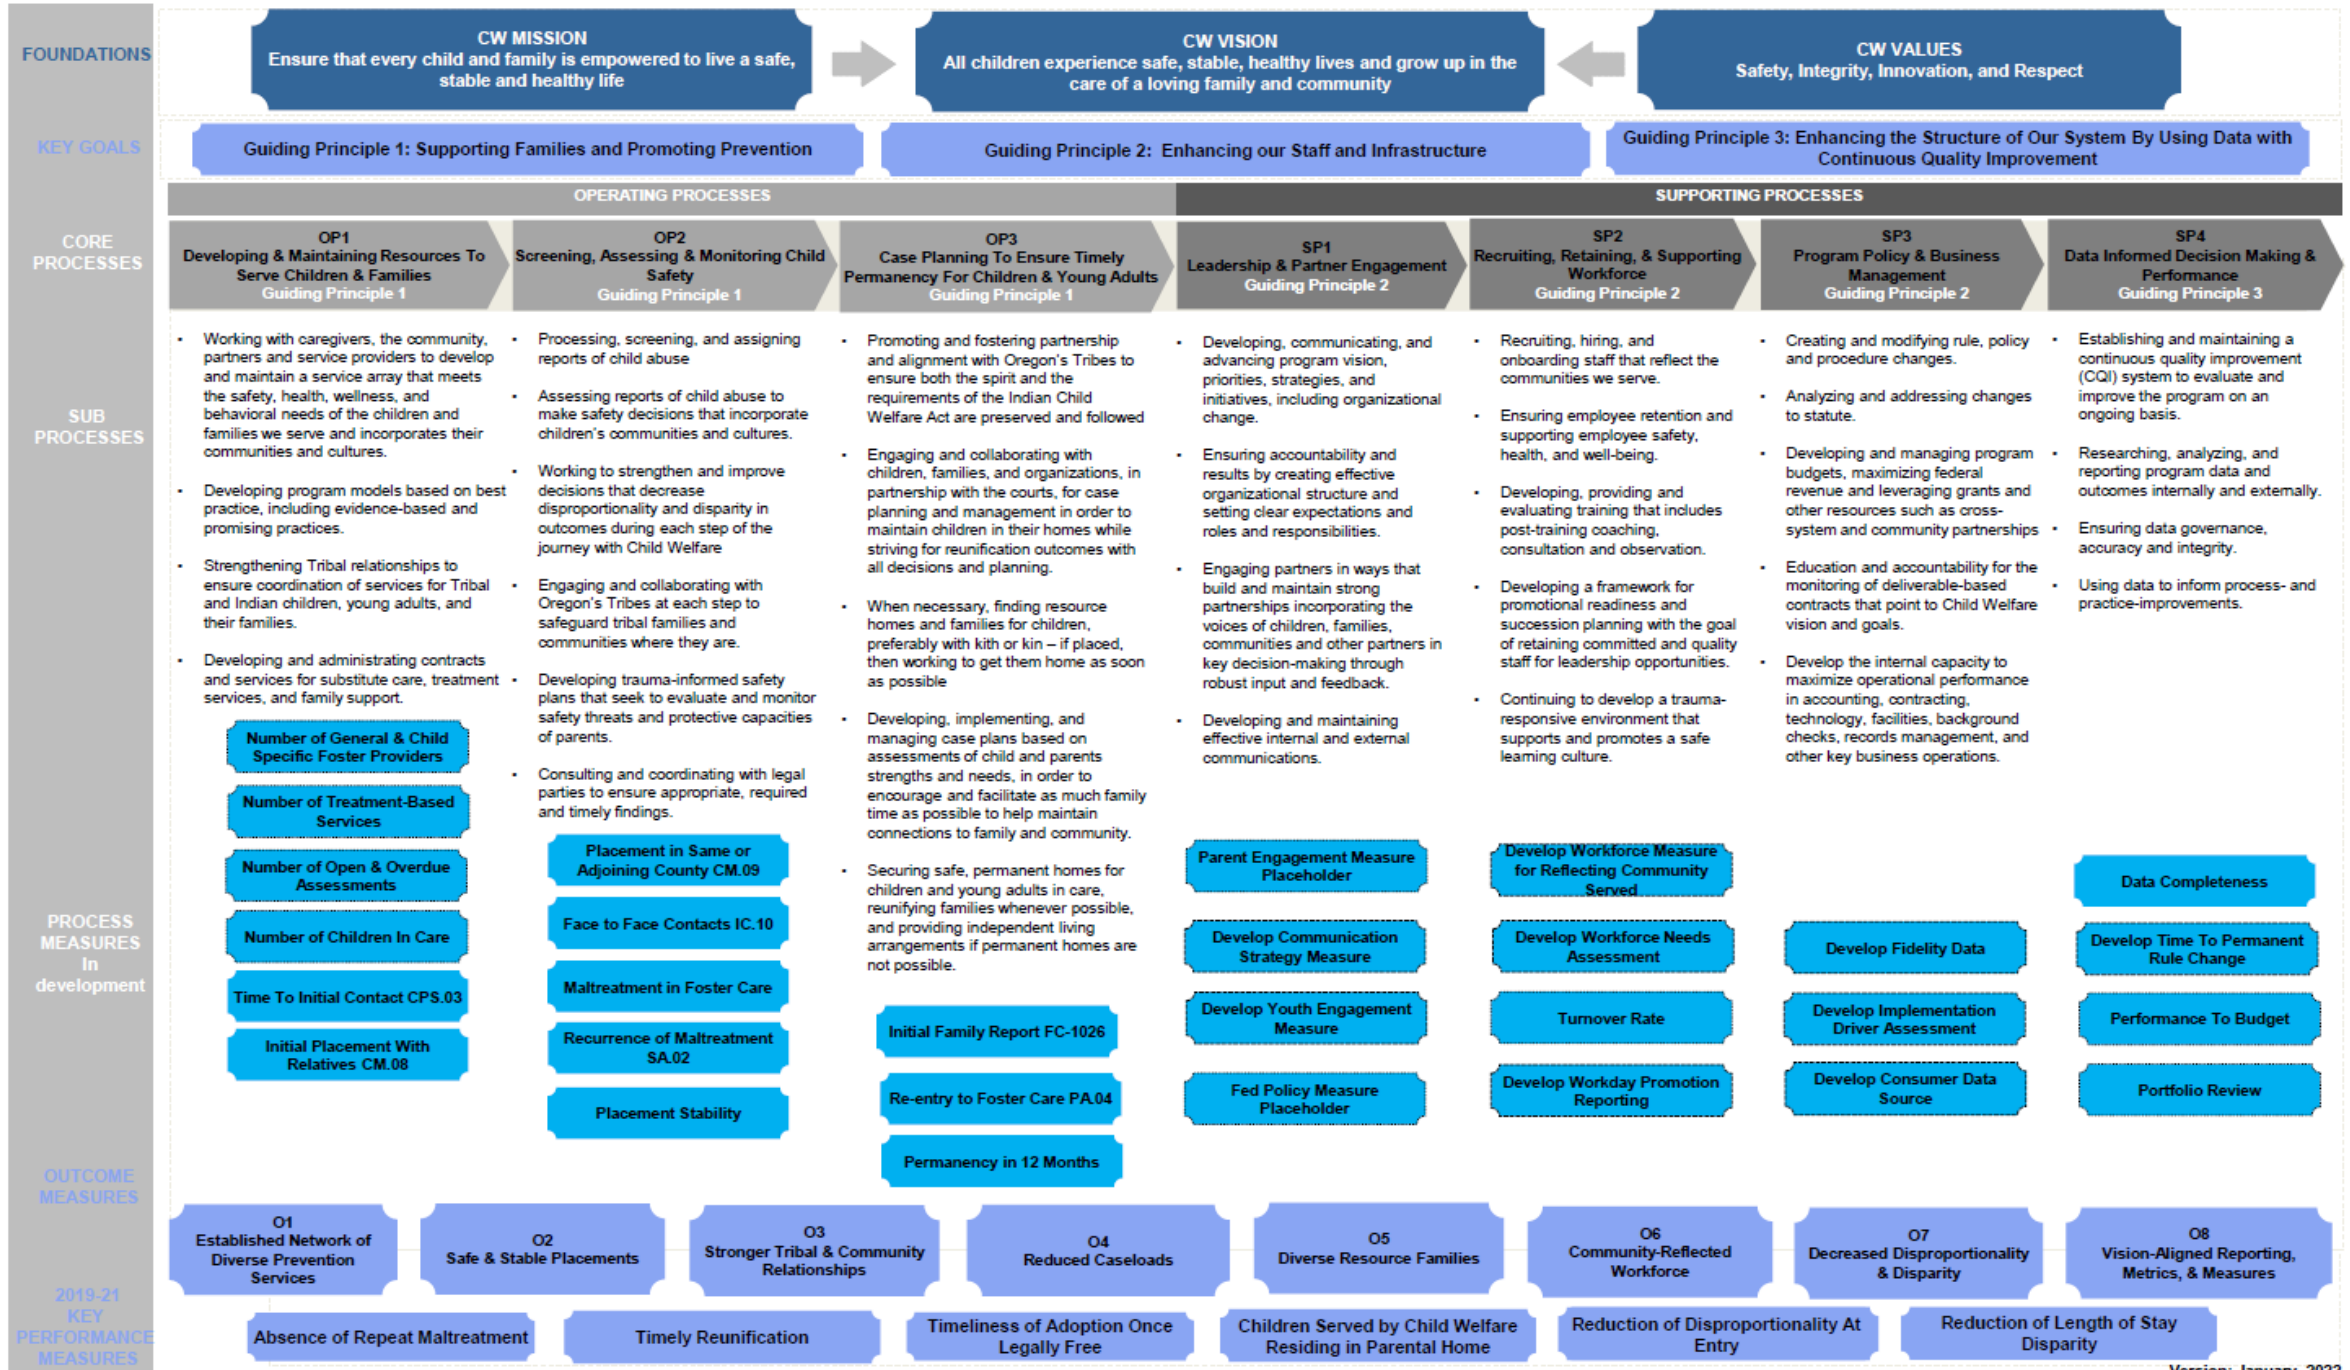 FOUNDATIONS
CW MISSION
Ensure that every child and family is empowered to live a safe,
stable and healthy life
CW VISION
All children experience safe, stable, healthy lives and grow up in the
care of a loving family and community
CW VALUES
Safety, Integrity, Innovation, and Respect
KEY GOALS
Guiding Principle 1: Supporting Families and Promoting Prevention
Guiding Principle 2: Enhancing our Staff and Infrastructure
Guiding Principle 3: Enhancing the Structure of Our System By Using Data with
Continuous Quality Improvement
OPERATING PROCESSES
SUPPORTING PROCESSES
CORE
PROCESSES
OP1
Developing & Maintaining Resources To
Serve Children & Families
Guiding Principle 1
OP2
Screening, Assessing & Monitoring Child
Safety
Guiding Principle 1
OP3
Case Planning To Ensure Timely
Permanency For Children & Young Adults
Guiding Principle 1
SP1
Leadership & Partner Engagement
Guiding Principle 2
SP2
Recruiting, Retaining, & Supporting
Workforce
Guiding Principle 2
SP3
Program Policy & Business
Management
Guiding Principle 2
SP4
Data Informed Decision Making &
Performance
Guiding Principle 3
SUB
PROCESSES
• Working with caregivers, the community,
partners and service providers to develop
and maintain a service array that meets
the safety, health, wellness, and
behavioral needs of the children and
families we serve and incorporates their
communities and cultures.
• Developing program models based on best
practice, including evidence-based and
promising practices.
• Strengthening Tribal relationships to
ensure coordination of services for Tribal
and Indian children, young adults, and
their families.
• Developing and administrating contracts
and services for substitute care, treatment
services, and family support.
• Processing, screening, and assigning
reports of child abuse
• Assessing reports of child abuse to
make safety decisions that incorporate
children's communities and cultures.
• Working to strengthen and improve
decisions that decrease
disproportionality and disparity in
outcomes during each step of the
journey with Child Welfare
• Engaging and collaborating with
Oregon's Tribes at each step to
safeguard tribal families and
communities where they are.
• Developing trauma-informed safety
plans that seek to evaluate and monitor
safety threats and protective capacities
of parents.
• Consulting and coordinating with legal
parties to ensure appropriate, required
and timely findings.
• Promoting and fostering partnership
and alignment with Oregon's Tribes to
ensure both the spirit and the
requirements of the Indian Child
Welfare Act are preserved and followed
• Engaging and collaborating with
children, families, and organizations, in
partnership with the courts, for case
planning and management in order to
maintain children in their homes while
striving for reunification outcomes with
all decisions and planning.
• When necessary, finding resource
homes and families for children,
preferably with kith or kin – if placed,
then working to get them home as soon
as possible
• Developing, implementing, and
managing case plans based on
assessments of child and parents
strengths and needs, in order to
encourage and facilitate as much family
time as possible to help maintain
connections to family and community.
• Securing safe, permanent homes for
children and young adults in care,
reunifying families whenever possible,
and providing independent living
arrangements if permanent homes are
not possible.
• Developing, communicating, and
advancing program vision,
priorities, strategies, and
initiatives, including organizational
change.
• Ensuring accountability and
results by creating effective
organizational structure and
setting clear expectations and
roles and responsibilities.
• Engaging partners in ways that
build and maintain strong
partnerships incorporating the
voices of children, families,
communities and other partners in
key decision-making through
robust input and feedback.
• Developing and maintaining
effective internal and external
communications.
• Recruiting, hiring, and
onboarding staff that reflect the
communities we serve.
• Ensuring employee retention and
supporting employee safety,
health, and well-being.
• Developing, providing and
evaluating training that includes
post-training coaching,
consultation and observation.
• Developing a framework for
promotional readiness and
succession planning with the goal
of retaining committed and quality
staff for leadership opportunities.
• Continuing to develop a trauma-
responsive environment that
supports and promotes a safe
learning culture.
• Creating and modifying rule, policy
and procedure changes.
• Analyzing and addressing changes
to statute.
• Developing and managing program
budgets, maximizing federal
revenue and leveraging grants and
other resources such as cross-
system and community partnerships
• Education and accountability for the
monitoring of deliverable-based
contracts that point to Child Welfare
vision and goals.
• Develop the internal capacity to
maximize operational performance
in accounting, contracting,
technology, facilities, background
checks, records management, and
other key business operations.
• Establishing and maintaining a
continuous quality improvement
(CQI) system to evaluate and
improve the program on an
ongoing basis.
• Researching, analyzing, and
reporting program data and
outcomes internally and externally.
• Ensuring data governance,
accuracy and integrity.
• Using data to inform process- and
practice-improvements.
PROCESS
MEASURES
In
development
Number of General & Child
Specific Foster Providers
Number of Treatment-Based
Services
Number of Open & Overdue
Assessments
Number of Children In Care
Time To Initial Contact CPS.03
Initial Placement With
Relatives CM.08
Placement in Same or
Adjoining County CM.09
Face to Face Contacts IC.10
Maltreatment in Foster Care
Recurrence of Maltreatment
SA.02
Placement Stability
Initial Family Report FC-1026
Re-entry to Foster Care PA.04
Permanency in 12 Months
Parent Engagement Measure
Placeholder
Develop Communication
Strategy Measure
Develop Youth Engagement
Measure
Fed Policy Measure
Placeholder
Develop Workforce Measure
for Reflecting Community
Served
Develop Workforce Needs
Assessment
Turnover Rate
Develop Workday Promotion
Reporting
Develop Fidelity Data
Develop Implementation
Driver Assessment
Develop Consumer Data
Source
Data Completeness
Develop Time To Permanent
Rule Change
Performance To Budget
Portfolio Review
OUTCOME
MEASURES
O1
Established Network of
Diverse Prevention
Services
O2
Safe & Stable Placements
O3
Stronger Tribal & Community
Relationships
O4
Reduced Caseloads
O5
Diverse Resource Families
O6
Community-Reflected
Workforce
O7
Decreased Disproportionality
& Disparity
O8
Vision-Aligned Reporting,
Metrics, & Measures
2019-21
KEY
PERFORMANCE
MEASURES
Absence of Repeat Maltreatment
Timely Reunification
Timeliness of Adoption Once
Legally Free
Children Served by Child Welfare
Residing in Parental Home
Reduction of Disproportionality At
Entry
Reduction of Length of Stay
Disparity
Version: January, 2022